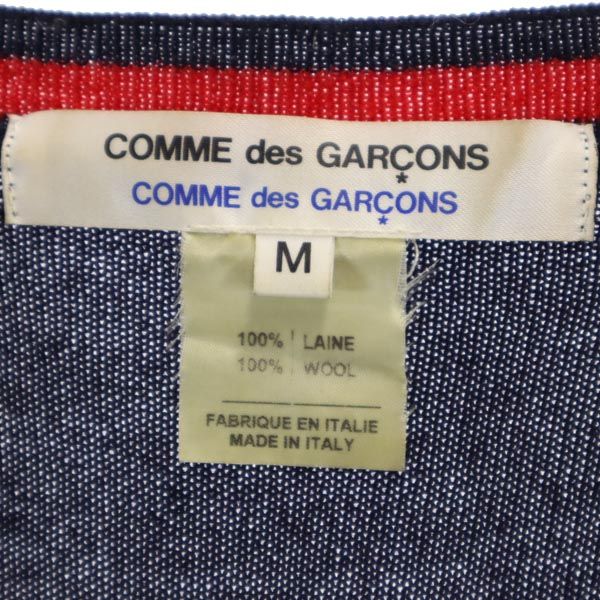 COMME des GARÇONS
COMME des GARÇONS
M
100% LAINE
100% WOOL
FABRIQUE EN ITALIE
MADE IN ITALY